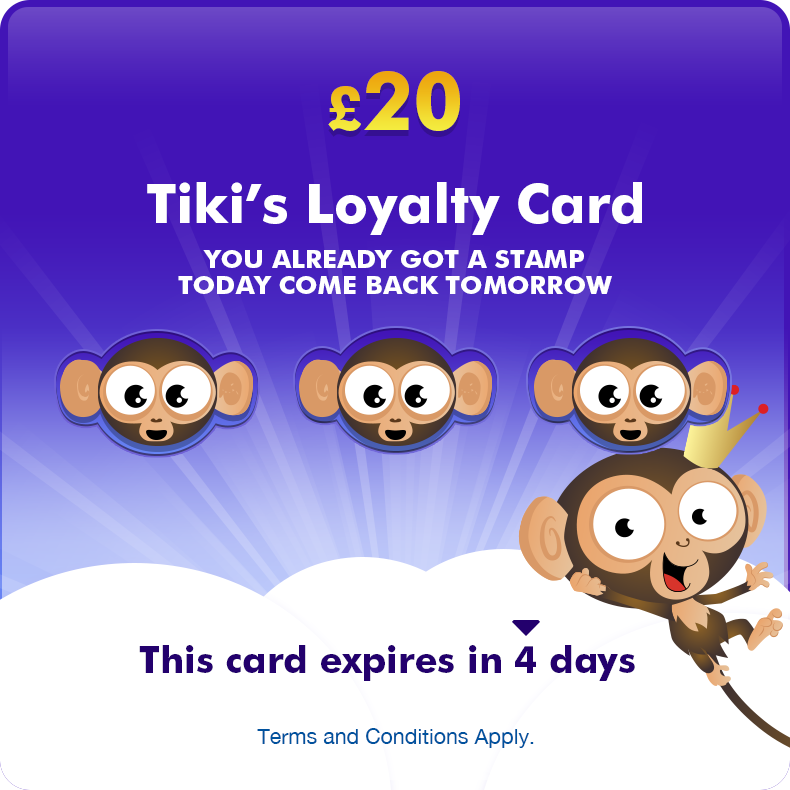 £20
Tiki's Loyalty Card
YOU ALREADY GOT A STAMP
TODAY COME BACK TOMORROW
This card expires in 4 days
Terms and Conditions Apply.